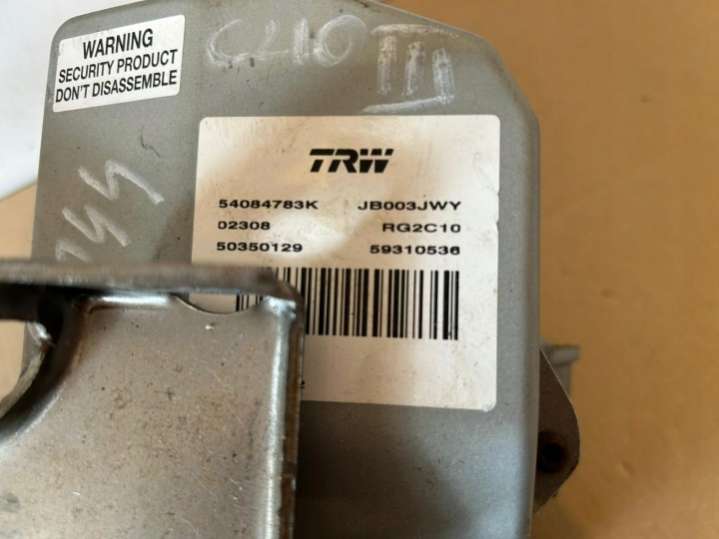 WARNING
SECURITY PRODUCT
DON'T DISASSEMBLE
CLIO III
TRW
54084783K JB003JWY
02308 RG2C10
50350129 59310536